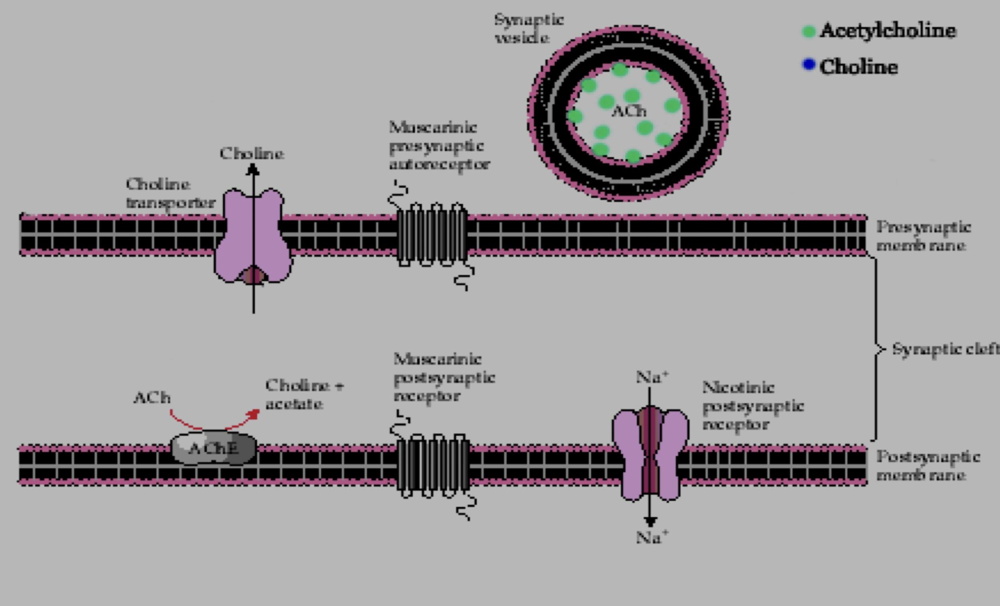 Synaptic
vesicle
Acetylcholine
Choline
ACh
Muscarinic
presynaptic
autoreceptor
Choline
Choline
transporter
Presynaptic
membrane
Synaptic cleft
Muscarinic
postsynaptic
receptor
Na⁺
Nicotinic
postsynaptic
receptor
ACh
Choline +
acetate
AChE
Postsynaptic
membrane
Na⁺